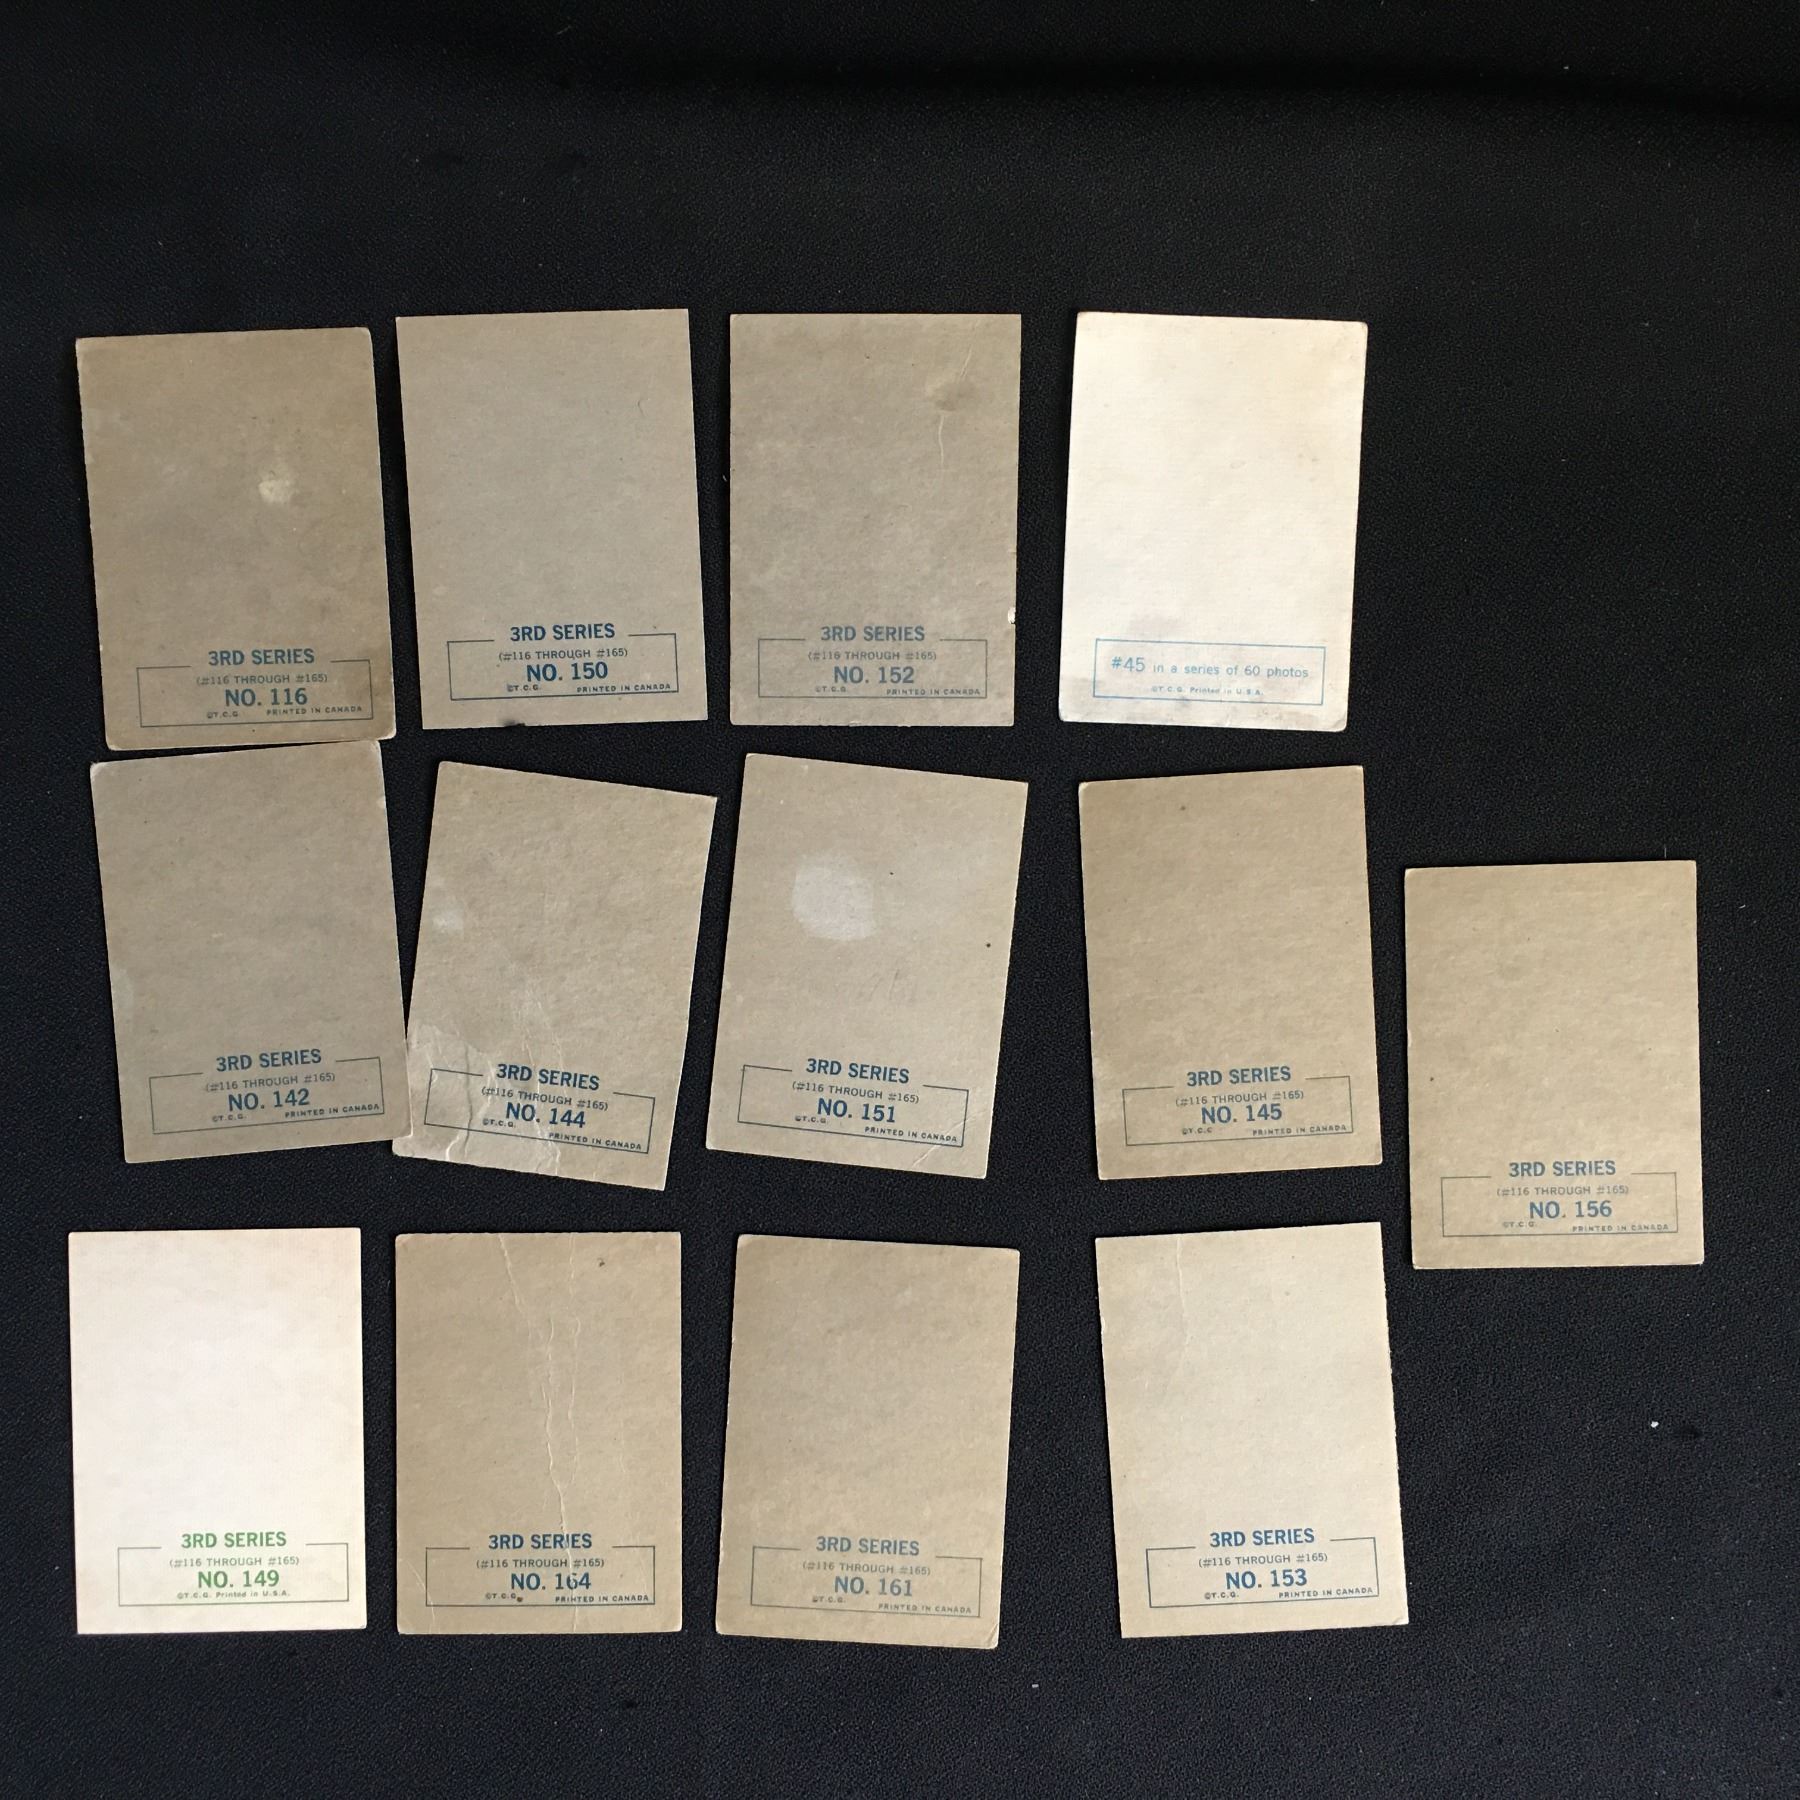 3RD SERIES
(#116 THROUGH #165)
NO. 116
©T.C.G. PRINTED IN CANADA
3RD SERIES
(#116 THROUGH #165)
NO. 150
©T.C.G. PRINTED IN CANADA
3RD SERIES
(#116 THROUGH #165)
NO. 152
©T.C.G. PRINTED IN CANADA
#45 in a series of 60 photos
©T.C.G. Printed in U.S.A.
3RD SERIES
(#116 THROUGH #165)
NO. 142
©T.C.G. PRINTED IN CANADA
3RD SERIES
(#116 THROUGH #165)
NO. 144
©T.C.G. PRINTED IN CANADA
3RD SERIES
(#116 THROUGH #165)
NO. 151
©T.C.G. PRINTED IN CANADA
3RD SERIES
(#116 THROUGH #165)
NO. 145
©T.C.G. PRINTED IN CANADA
3RD SERIES
(#116 THROUGH #165)
NO. 156
©T.C.G. PRINTED IN CANADA
3RD SERIES
(#116 THROUGH #165)
NO. 149
©T.C.G. Printed in U.S.A.
3RD SERIES
(#116 THROUGH #165)
NO. 164
©T.C.G. PRINTED IN CANADA
3RD SERIES
(#116 THROUGH #165)
NO. 161
©T.C.G. PRINTED IN CANADA
3RD SERIES
(#116 THROUGH #165)
NO. 153
©T.C.G. PRINTED IN CANADA